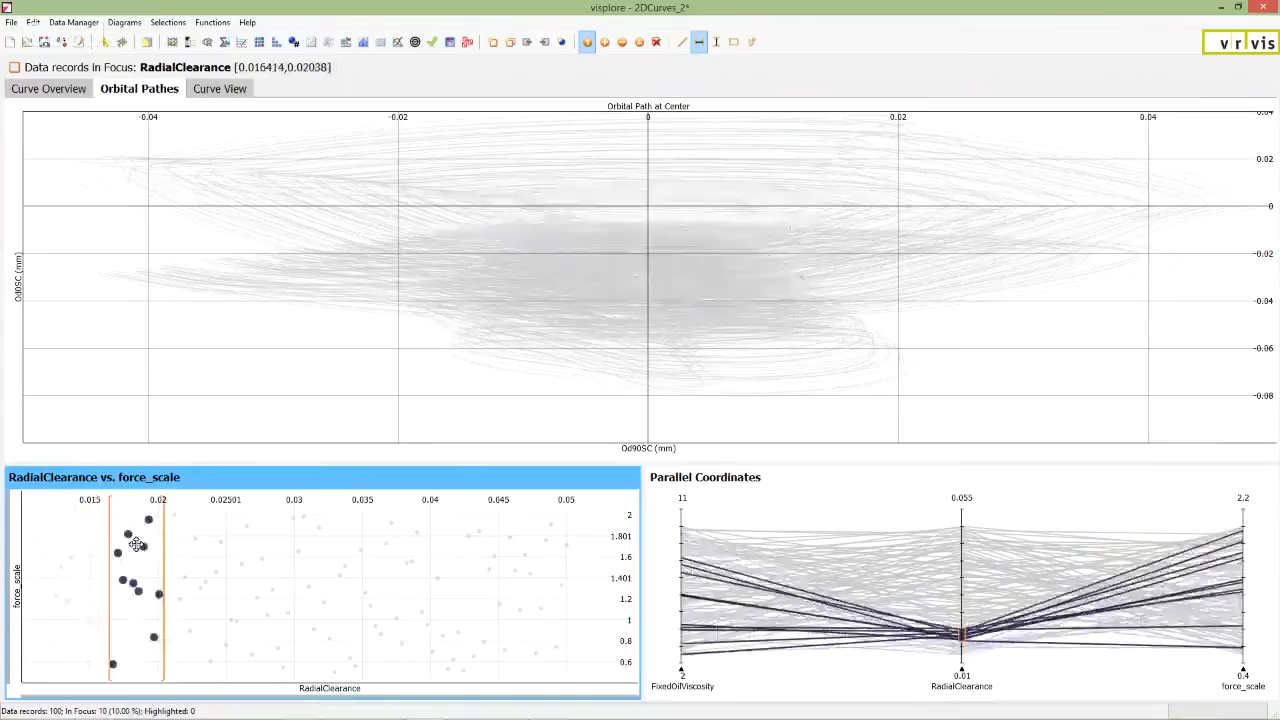 visplore - 2DCurves_2*
File Edit Data Manager Diagrams Selections Functions Help
vrvis
Data records in Focus: RadialClearance [0.016414,0.02038]
Curve Overview Orbital Pathes Curve View
Orbital Path at Center
-0.04 -0.02 0 0.02 0.04 0.04
0.02
0
-0.02
-0.04
-0.06
-0.08
Od0SC (mm)
Od90SC (mm)
RadialClearance vs. force_scale
0.015 0.02 0.02501 0.03 0.035 0.04 0.045 0.05
2
1.801
1.6
1.401
1.2
1
0.8
0.6
force_scale
RadialClearance
Parallel Coordinates
11 0.055 2.2
2 0.01 0.4
FixedOilViscosity RadialClearance force_scale
Data records: 100; In Focus: 10 (10.00 %); Highlighted: 0